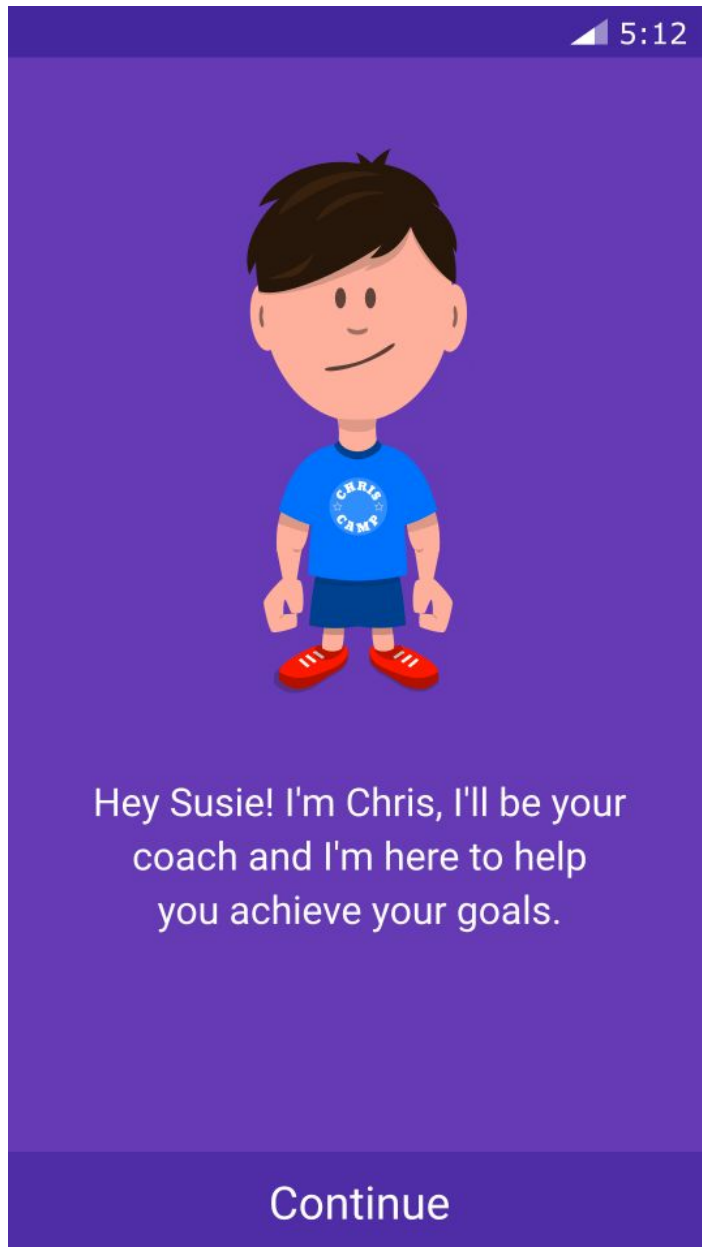 5:12
CHRIS
CAMP
Hey Susie! I'm Chris, I'll be your
coach and I'm here to help
you achieve your goals.
Continue